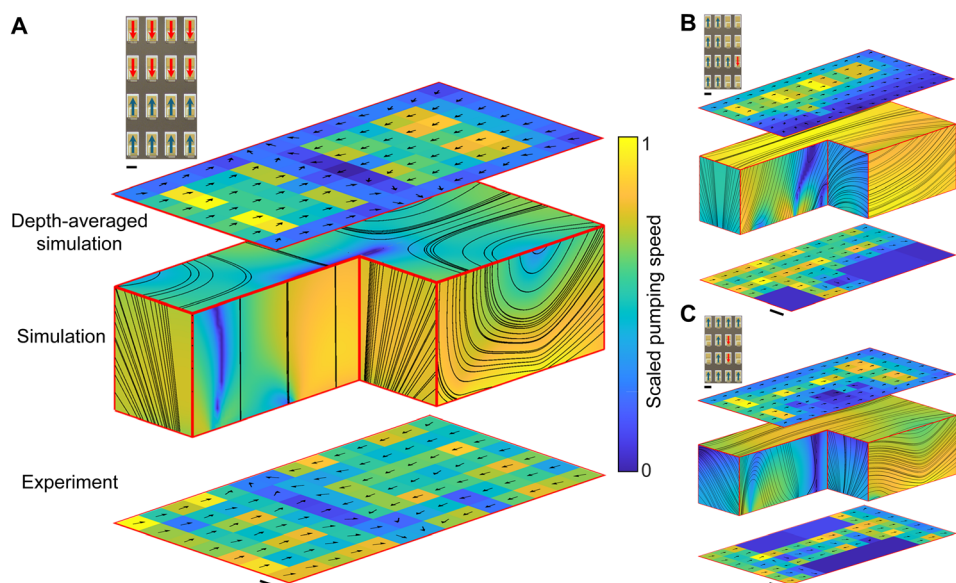 A
B
Depth-averaged
simulation
Simulation
Experiment
Scaled pumping speed
1
0
C